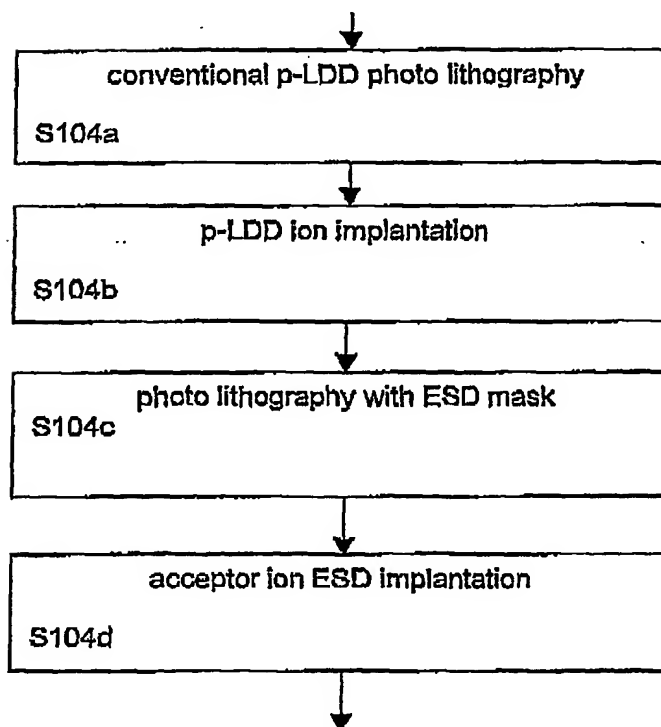 conventional p-LDD photo lithography
S104a
p-LDD ion implantation
S104b
photo lithography with ESD mask
S104c
acceptor ion ESD implantation
S104d